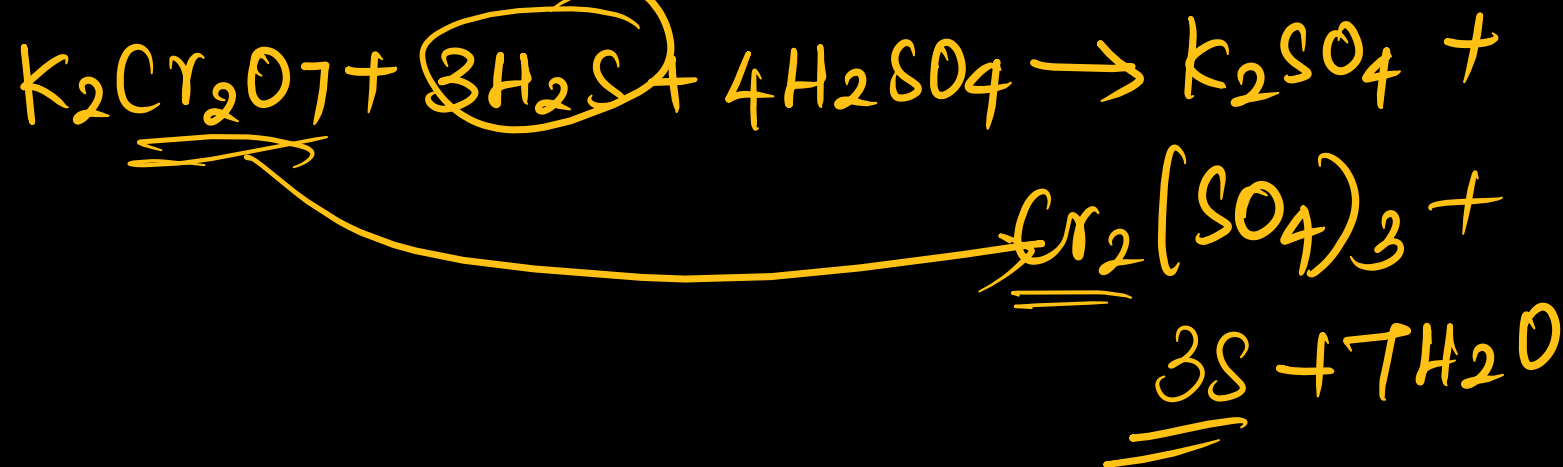 K₂Cr₂O7 + 3H₂S + 4H₂SO₄ → K₂SO₄ +
Cr₂(SO₄)₃ +
3S + 7H₂O